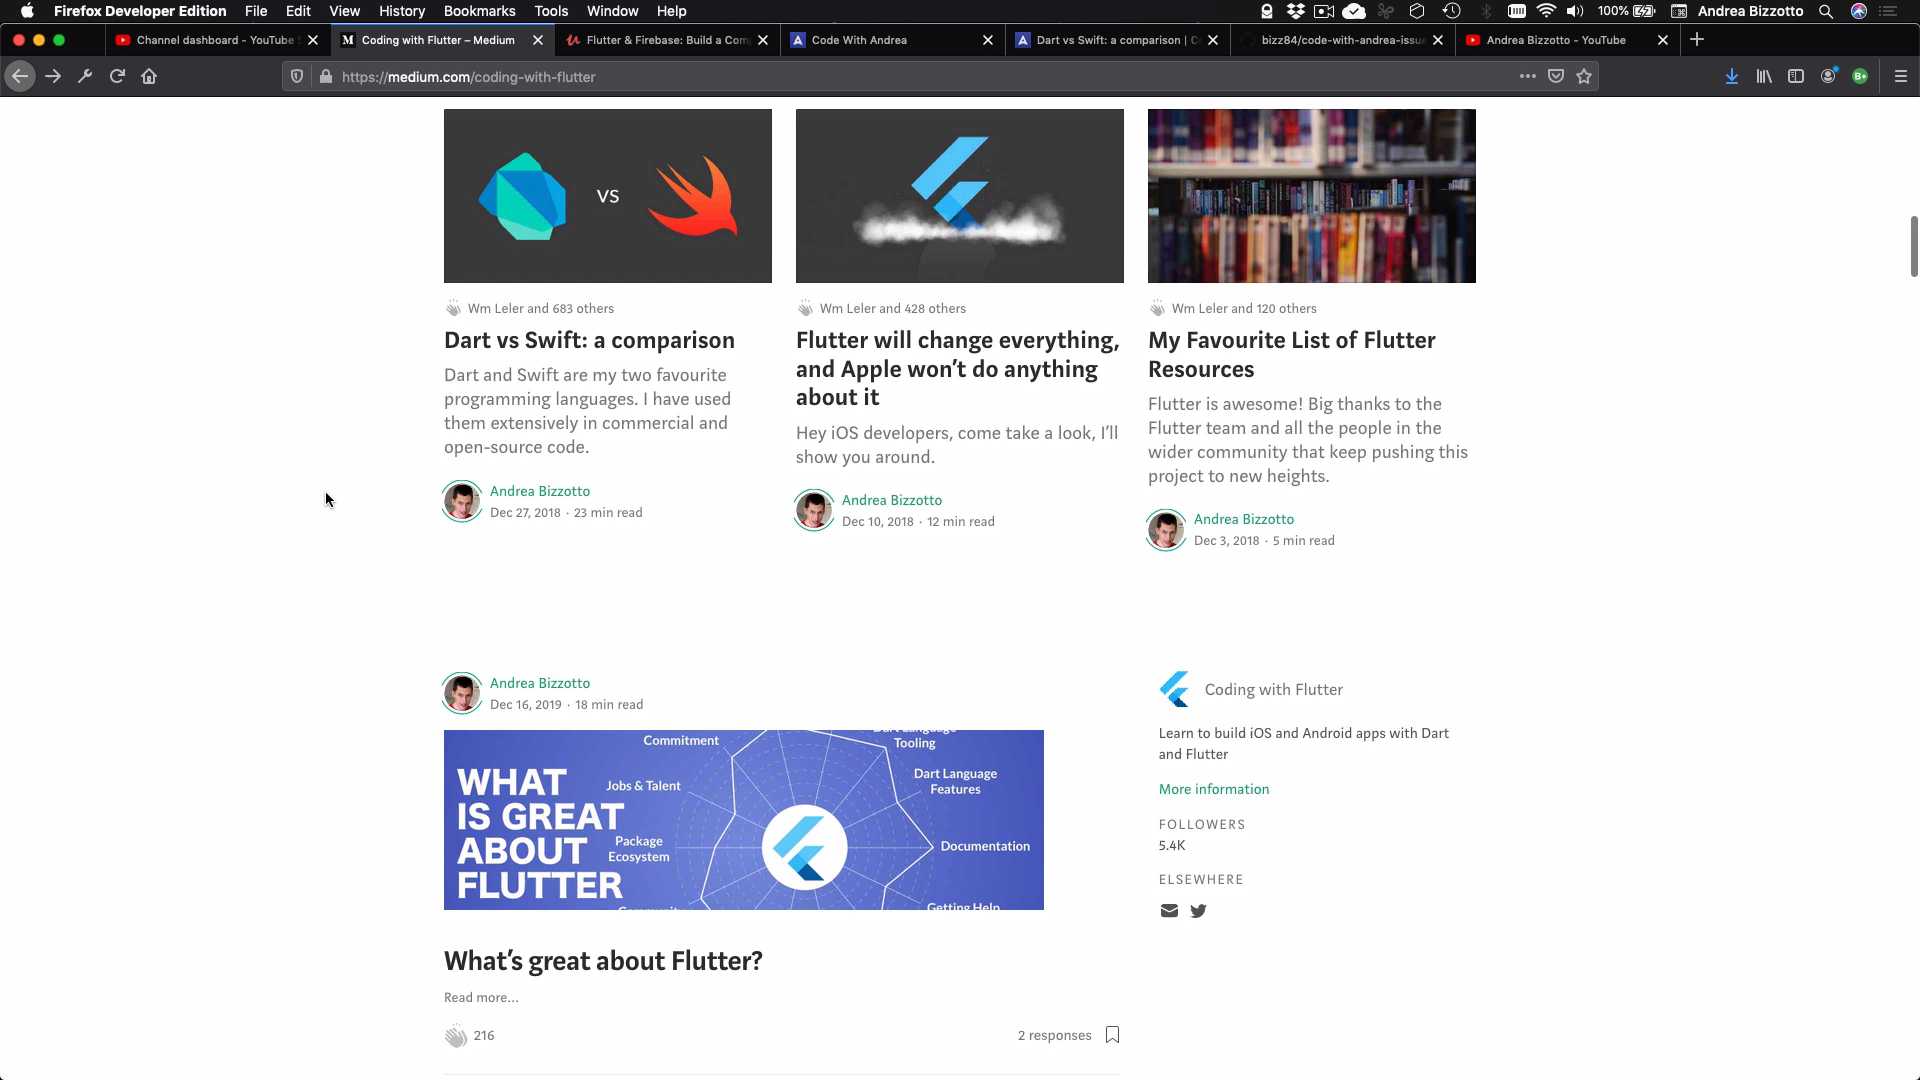 Firefox Developer Edition File Edit View History Bookmarks Tools Window Help 100% Andrea Bizzotto
Channel dashboard - YouTube Coding with Flutter – Medium Flutter & Firebase: Build a Com Code With Andrea Dart vs Swift: a comparison | C bizz84/code-with-andrea-issue Andrea Bizzotto - YouTube
https://medium.com/coding-with-flutter
VS
Wm Leler and 683 others
Dart vs Swift: a comparison
Dart and Swift are my two favourite
programming languages. I have used
them extensively in commercial and
open-source code.
Andrea Bizzotto
Dec 27, 2018 · 23 min read
Wm Leler and 428 others
Flutter will change everything,
and Apple won’t do anything
about it
Hey iOS developers, come take a look, I’ll
show you around.
Andrea Bizzotto
Dec 10, 2018 · 12 min read
Wm Leler and 120 others
My Favourite List of Flutter
Resources
Flutter is awesome! Big thanks to the
Flutter team and all the people in the
wider community that keep pushing this
project to new heights.
Andrea Bizzotto
Dec 3, 2018 · 5 min read
Andrea Bizzotto
Dec 16, 2019 · 18 min read
WHAT
IS GREAT
ABOUT
FLUTTER
Commitment
Jobs & Talent
Package
Ecosystem
Community
Dart Language
Tooling
Dart Language
Features
Documentation
Getting Help
What’s great about Flutter?
Read more...
216
2 responses
Coding with Flutter
Learn to build iOS and Android apps with Dart
and Flutter
More information
FOLLOWERS
5.4K
ELSEWHERE